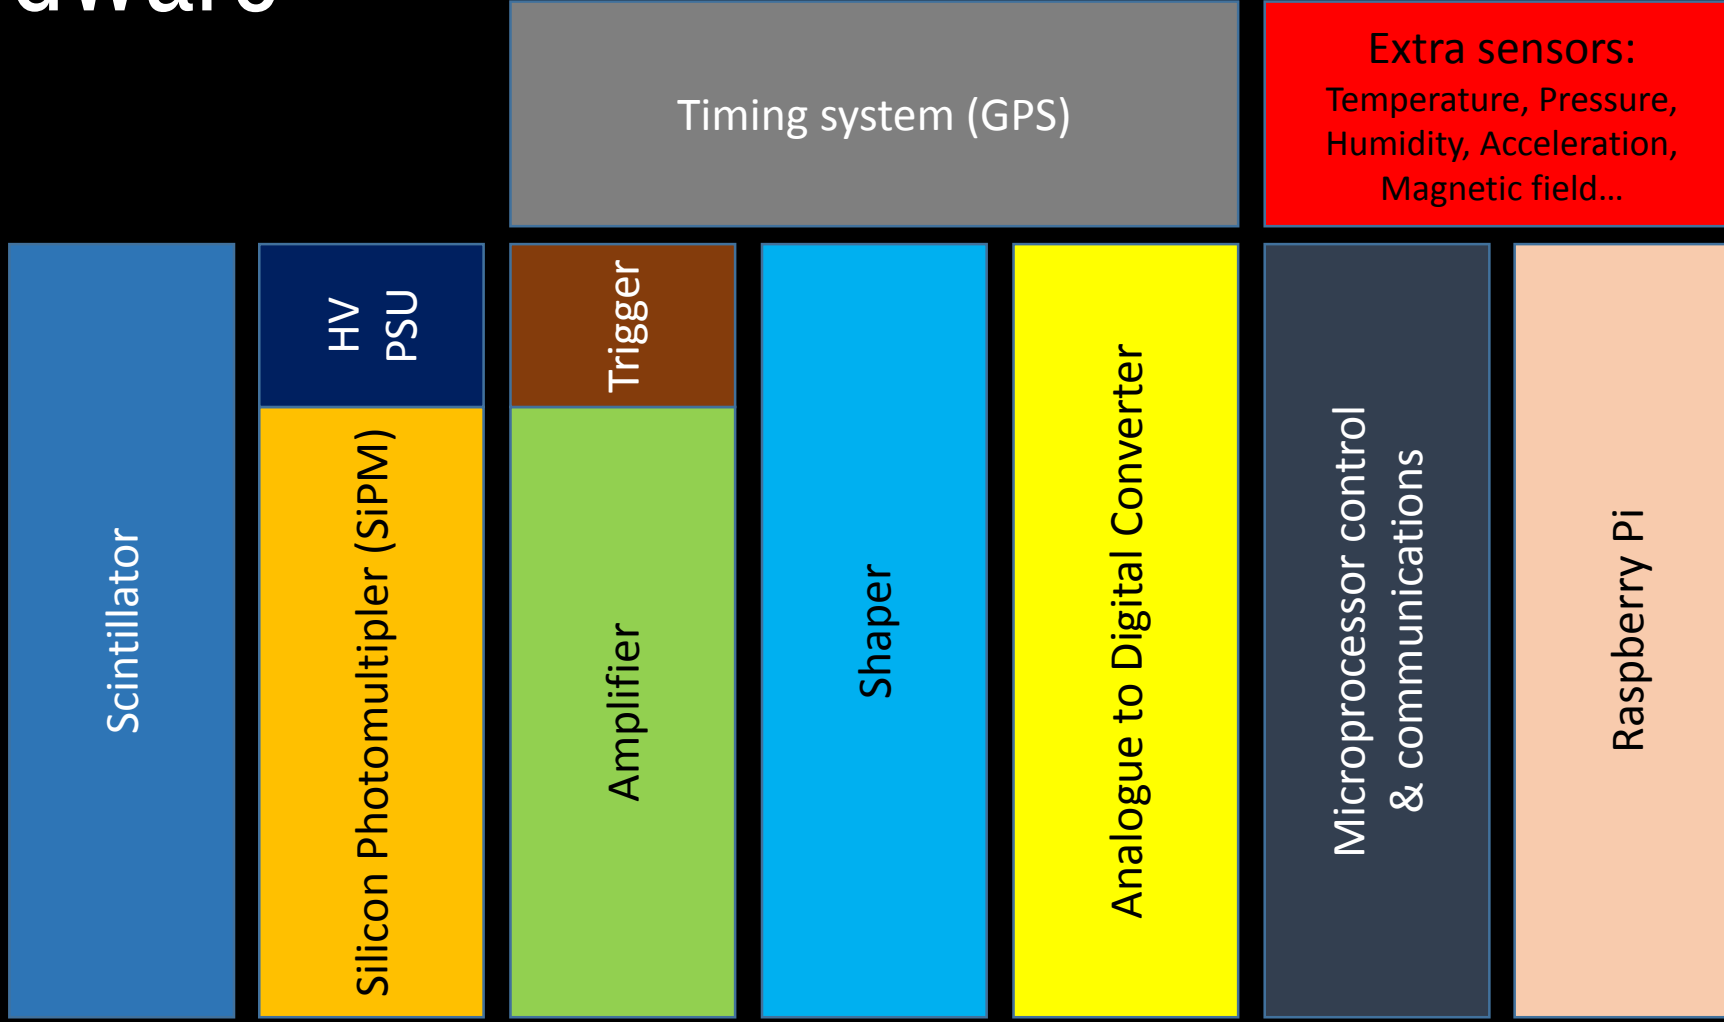 Timing system (GPS)
Extra sensors:
Temperature, Pressure,
Humidity, Acceleration,
Magnetic field...
Scintillator
HV
PSU
Silicon Photomultipler (SiPM)
Trigger
Amplifier
Shaper
Analogue to Digital Converter
Microprocessor control
& communications
Raspberry Pi